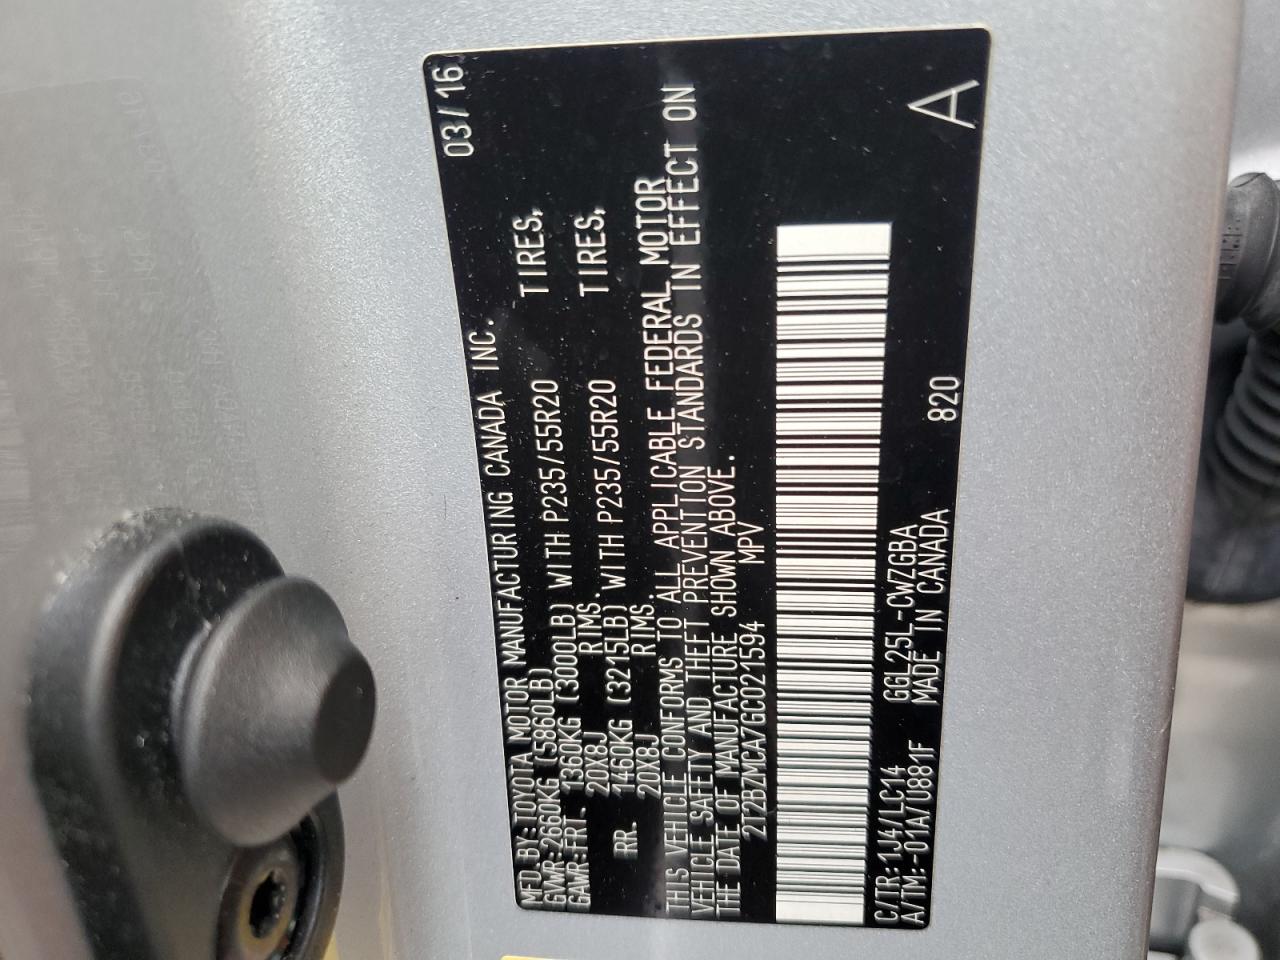 MFD. BY: TOYOTA MOTOR MANUFACTURING CANADA INC. 03/16
GVWR: 2660KG (5860LB)
GAWR: FRT. 1360KG (3000LB) WITH P235/55R20 TIRES,
20X8J RIMS.
RR. 1460KG (3215LB) WITH P235/55R20 TIRES,
20X8J RIMS.
THIS VEHICLE CONFORMS TO ALL APPLICABLE FEDERAL MOTOR
VEHICLE SAFETY AND THEFT PREVENTION STANDARDS IN EFFECT ON
THE DATE OF MANUFACTURE SHOWN ABOVE.
2T2BZMCA7GC021594 MPV
C/TR: 1J4/LC14 GGL25L-CWZGBA 820
A/TM: -01A/U881F MADE IN CANADA A